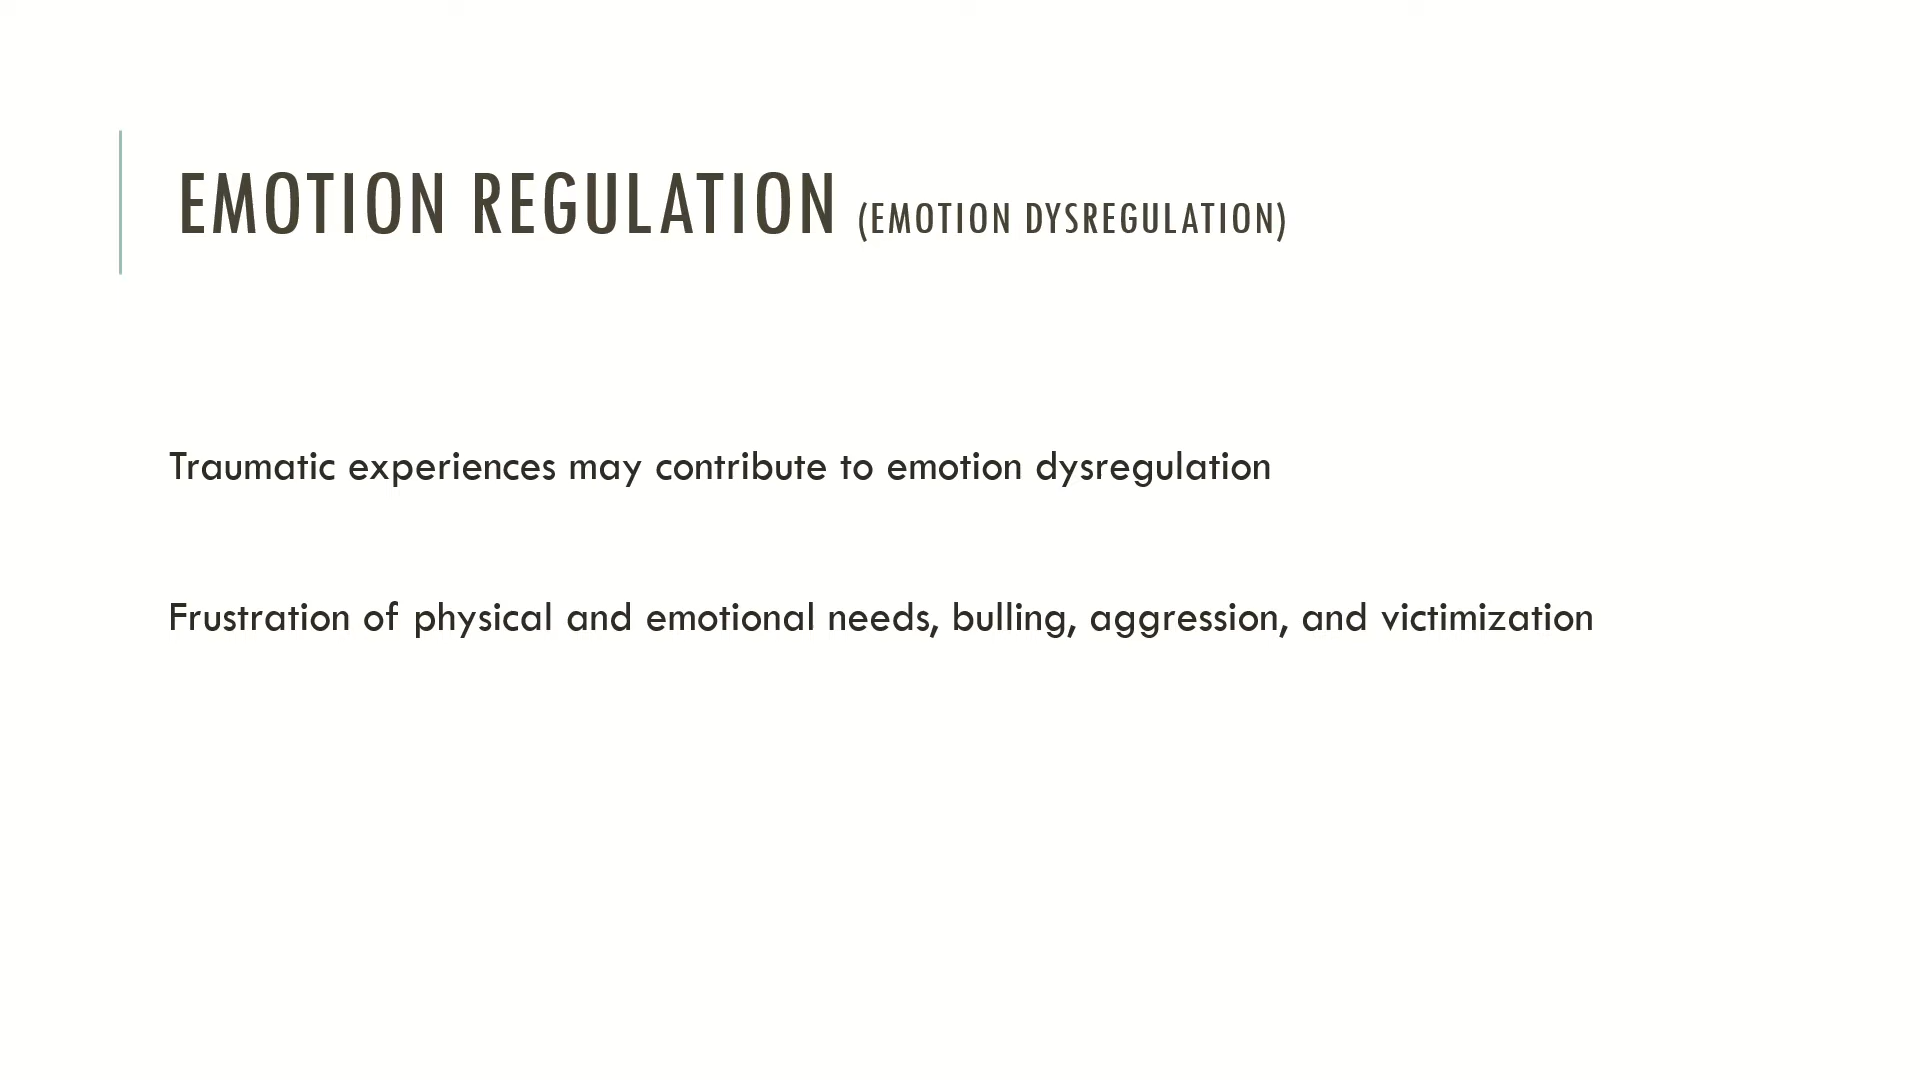 EMOTION REGULATION (EMOTION DYSREGULATION)
Traumatic experiences may contribute to emotion dysregulation
Frustration of physical and emotional needs, bulling, aggression, and victimization